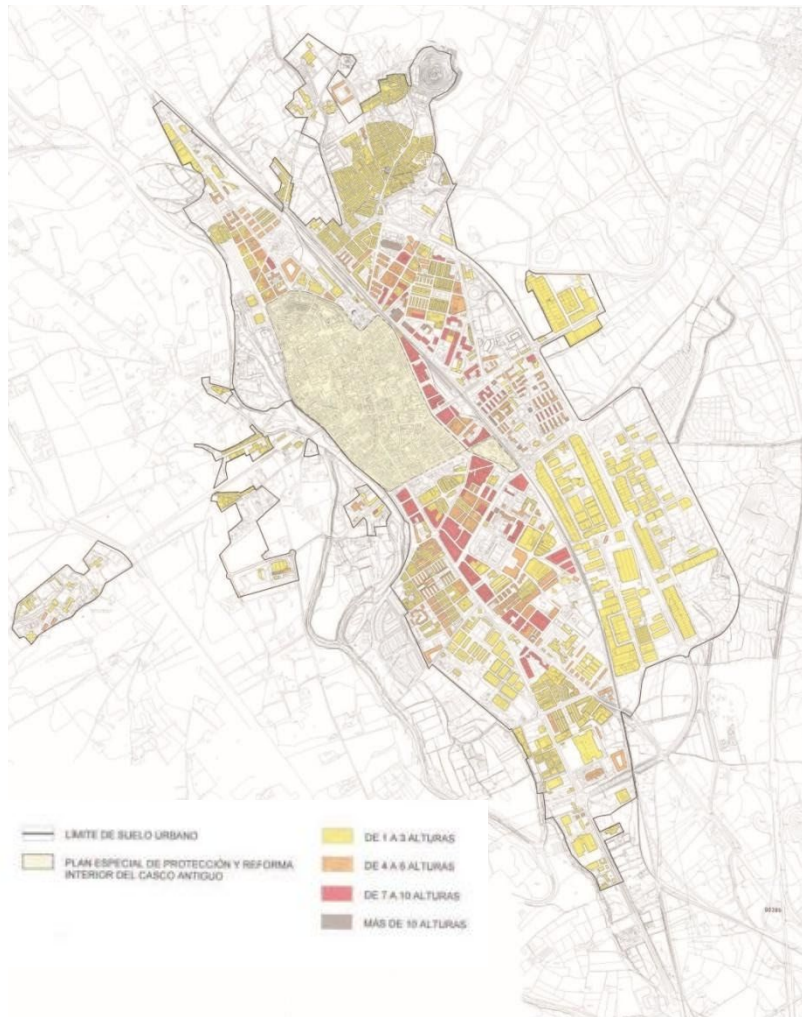 LÍMITE DE SUELO URBANO
PLAN ESPECIAL DE PROTECCIÓN Y REFORMA
INTERIOR DEL CASCO ANTIGUO
DE 1 A 3 ALTURAS
DE 4 A 6 ALTURAS
DE 7 A 10 ALTURAS
MÁS DE 10 ALTURAS